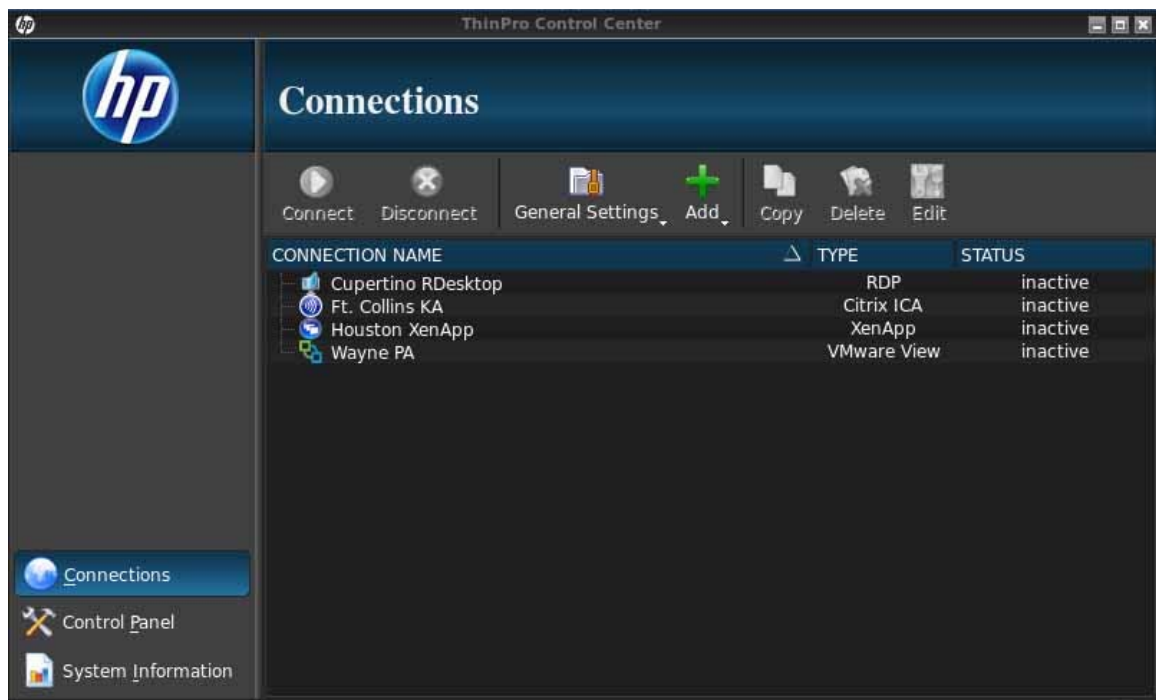 hp
ThinPro Control Center
hp
Connections
Connect Disconnect General Settings Add Copy Delete Edit
CONNECTION NAME TYPE STATUS
Cupertino RDesktop RDP inactive
Ft. Collins KA Citrix ICA inactive
Houston XenApp XenApp inactive
Wayne PA VMware View inactive
Connections
Control Panel
System Information